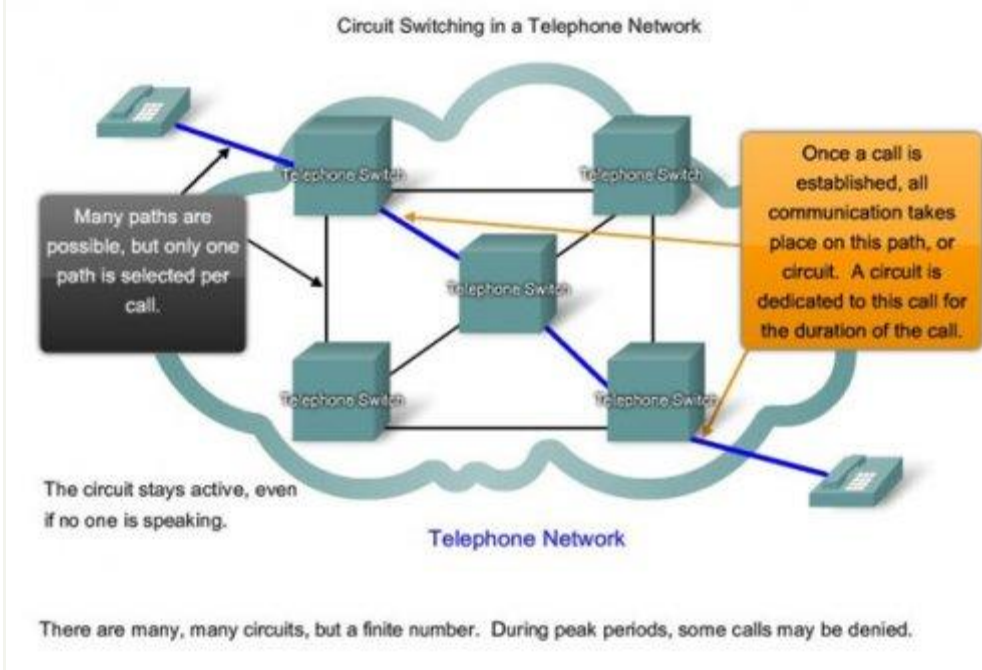 Circuit Switching in a Telephone Network
Telephone Switch
Telephone Switch
Many paths are
possible, but only one
path is selected per
call.
Once a call is
established, all
communication takes
place on this path, or
circuit. A circuit is
dedicated to this call for
the duration of the call.
Telephone Switch
Telephone Switch
Telephone Switch
The circuit stays active, even
if no one is speaking.
Telephone Network
There are many, many circuits, but a finite number. During peak periods, some calls may be denied.